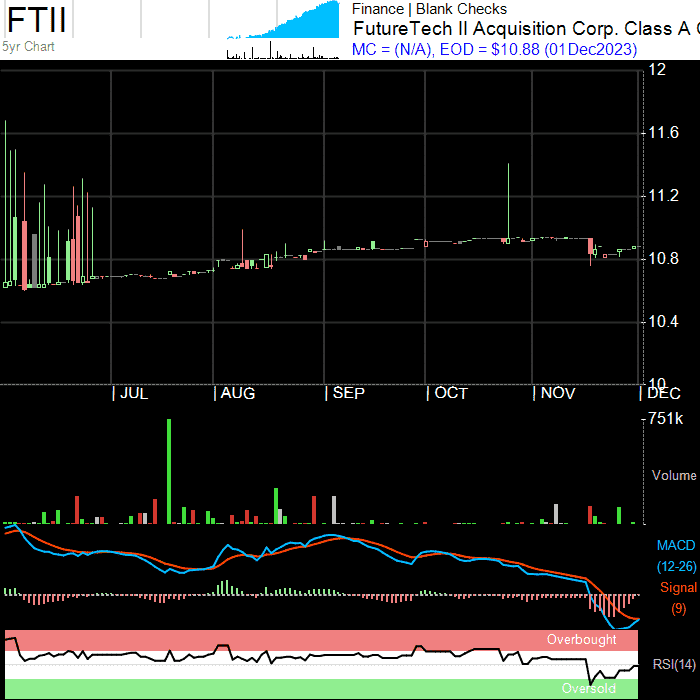 FTII
5yr Chart
Finance | Blank Checks
FutureTech II Acquisition Corp. Class A
MC = (N/A), EOD = $10.88 (01Dec2023)
12
11.6
11.2
10.8
10.4
10
JUL
AUG
SEP
OCT
NOV
DEC
751k
Volume
MACD
(12-26)
Signal
(9)
Overbought
RSI(14)
Oversold